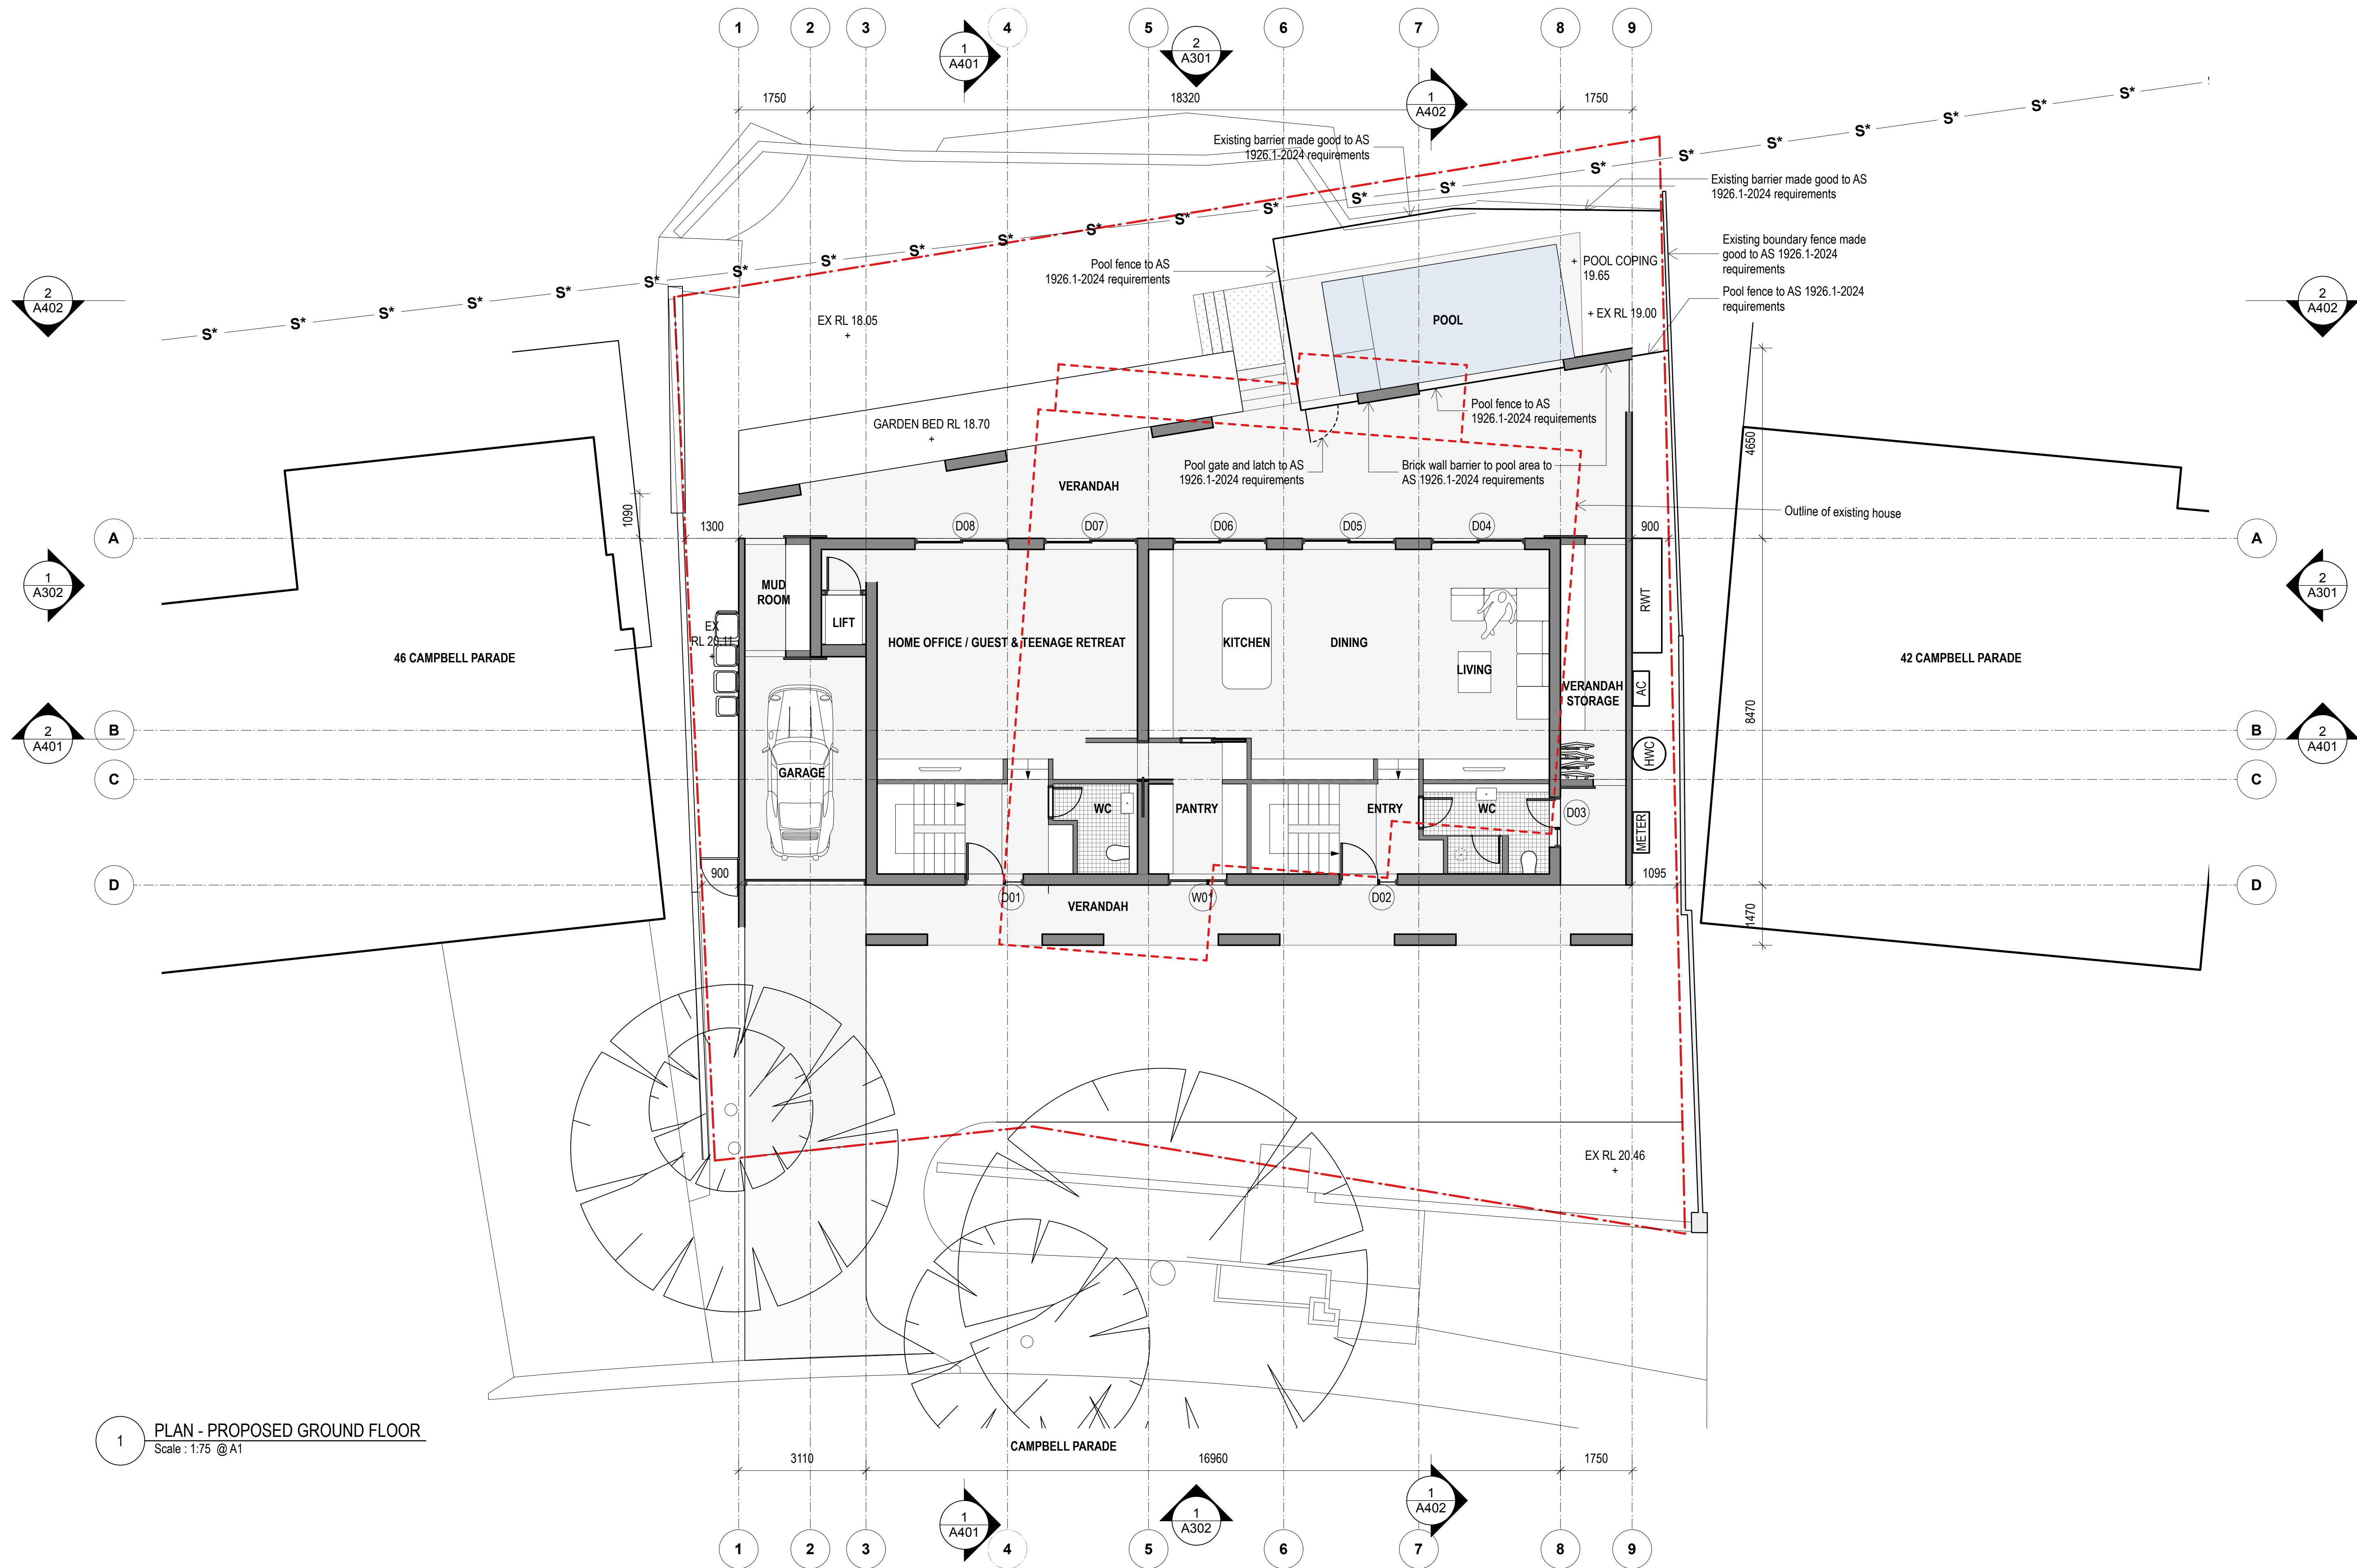 1 2 3 4 5 6 7 8 9
1
A401
2
A301
1
A402
1750 18320 1750
S* S* S* S* S* S* S* S* S* S* S* S* S* S* S* S* S* S* S* S* S* S* S*
Existing barrier made good to AS
1926.1-2024 requirements
Existing barrier made good to AS
1926.1-2024 requirements
Existing boundary fence made
good to AS 1926.1-2024
requirements
Pool fence to AS
1926.1-2024 requirements
+ POOL COPING
19.65
Pool fence to AS 1926.1-2024
requirements
2
A402
2
A402
EX RL 18.05
+
POOL
+ EX RL 19.00
Pool fence to AS
1926.1-2024 requirements
GARDEN BED RL 18.70
+
4650
Pool gate and latch to AS
1926.1-2024 requirements
Brick wall barrier to pool area to
AS 1926.1-2024 requirements
VERANDAH
1090
Outline of existing house
1300
D08 D07 D06 D05 D04
900
A A
1
A302
2
A301
MUD
ROOM
LIFT
RWT
EX
RL 20.11
+
HOME OFFICE / GUEST & TEENAGE RETREAT
KITCHEN
DINING
LIVING
46 CAMPBELL PARADE
42 CAMPBELL PARADE
VERANDAH
STORAGE
AC
8470
B B
2
A401
2
A401
HWC
C C
GARAGE
WC
PANTRY
ENTRY
WC
D03
METER
900
1095
D D
D01
W01
D02
VERANDAH
1470
EX RL 20.46
+
1
PLAN - PROPOSED GROUND FLOOR
Scale : 1:75 @ A1
CAMPBELL PARADE
3110 16960 1750
1
A401
1
A302
1
A402
1 2 3 4 5 6 7 8 9